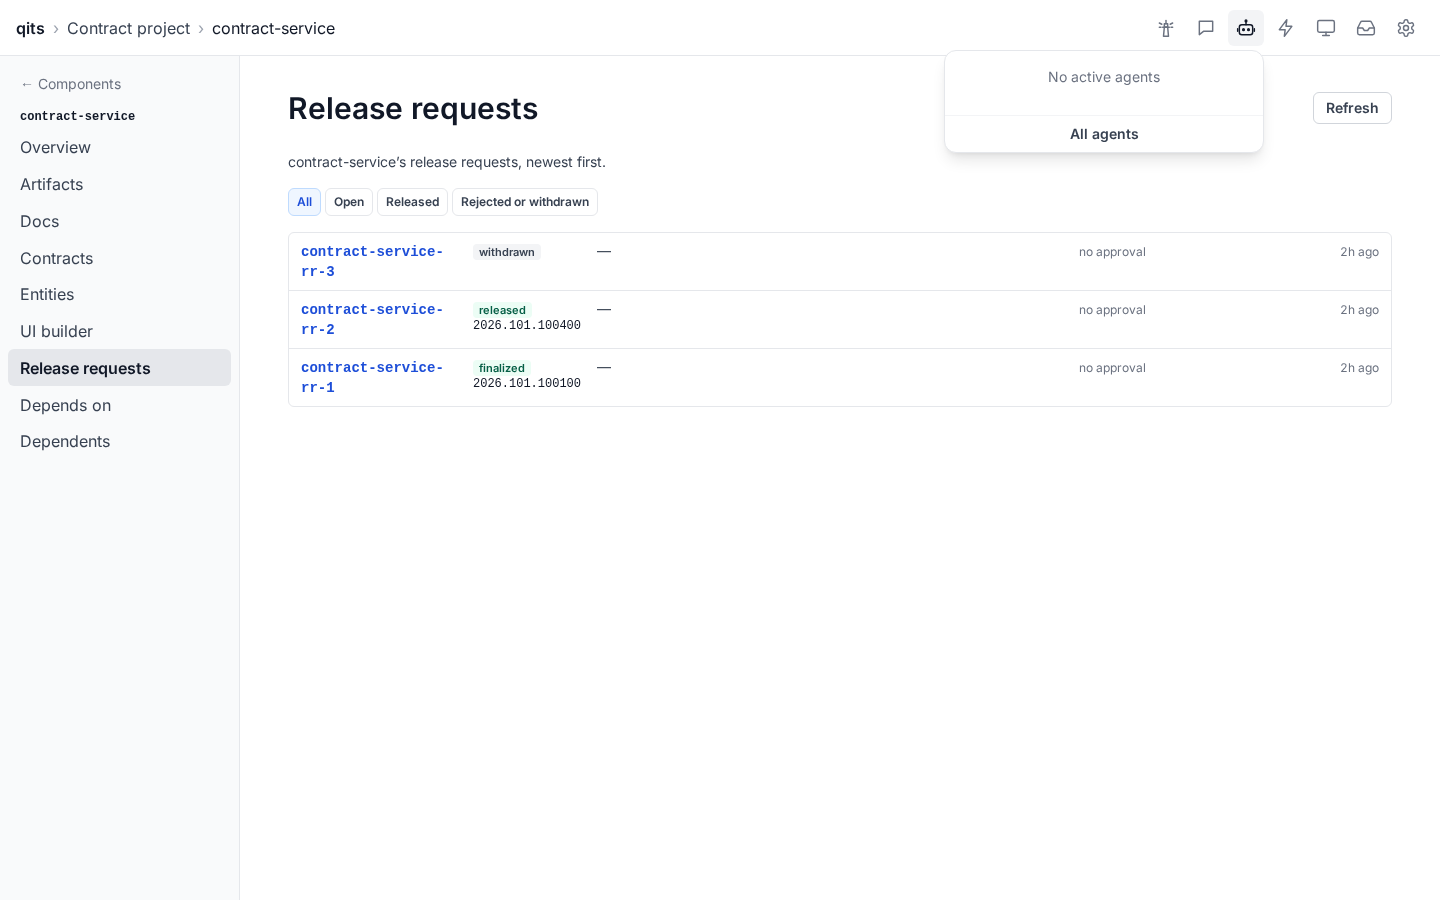 qits › Contract project › contract-service
No active agents
All agents
← Components
contract-service
Overview
Artifacts
Docs
Contracts
Entities
UI builder
Release requests
Depends on
Dependents
Release requests
Refresh
contract-service’s release requests, newest first.
All Open Released Rejected or withdrawn
contract-service-
rr-3
withdrawn — no approval 2h ago
contract-service-
rr-2
released — no approval 2h ago
2026.101.100400
contract-service-
rr-1
finalized — no approval 2h ago
2026.101.100100